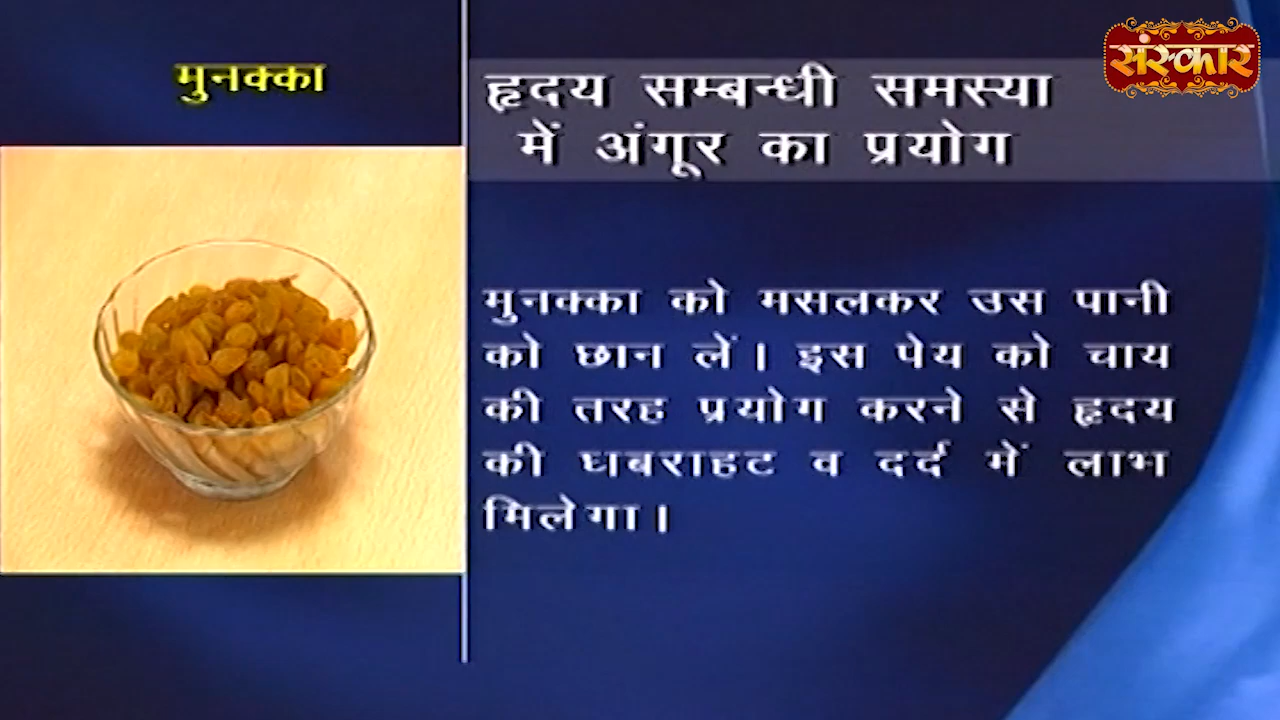 मुनक्का
संस्कार
हृदय सम्बन्धी समस्या
में अंगूर का प्रयोग
मुनक्का को मसलकर उस पानी
को छान लें। इस पेय को चाय
की तरह प्रयोग करने से हृदय
की घबराहट व दर्द में लाभ
मिलेगा।